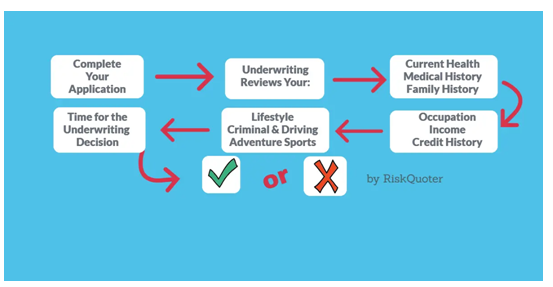 Complete
Your
Application
Underwriting
Reviews Your:
Current Health
Medical History
Family History
Occupation
Income
Credit History
Lifestyle
Criminal & Driving
Adventure Sports
Time for the
Underwriting
Decision
or
by RiskQuoter